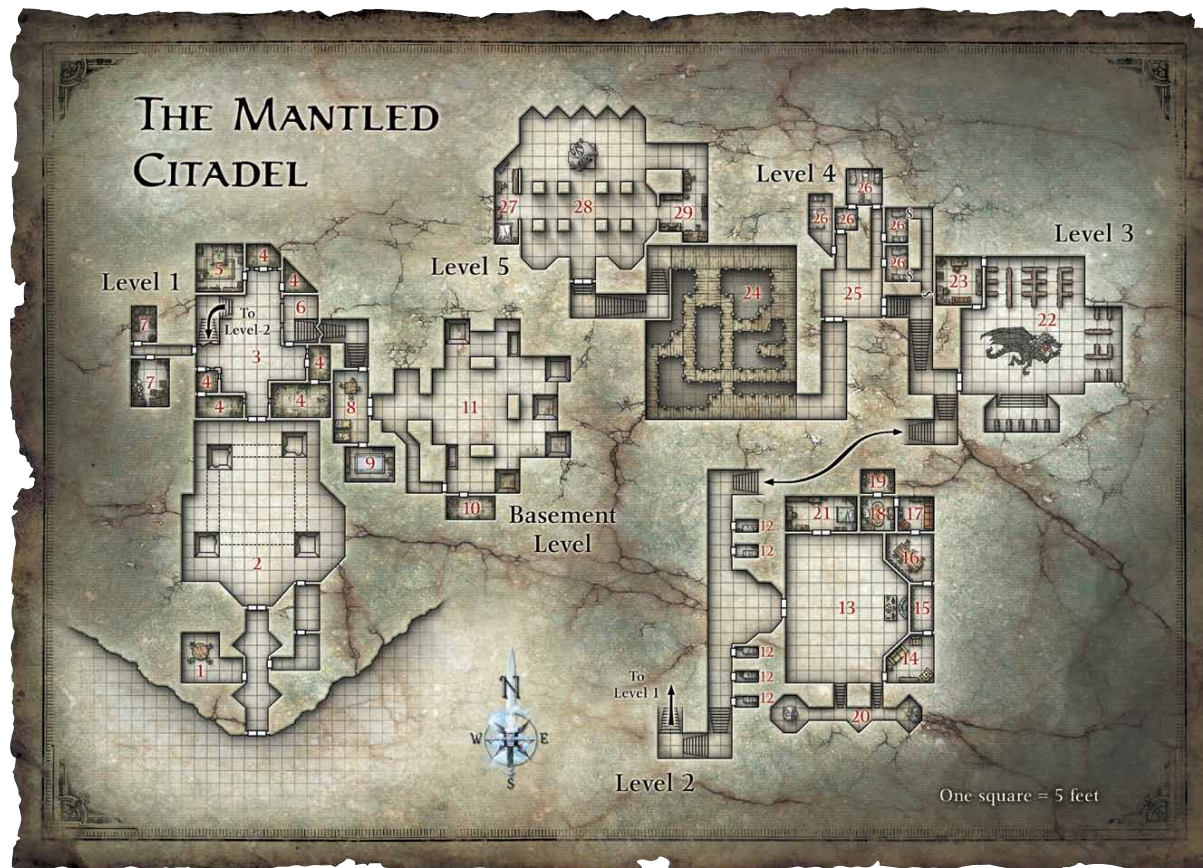 THE MANTLED
CITADEL
Level 4
26
26
26
26
26
27
28
29
Level 3
Level 5
23
22
24
25
Level 1
5
4
4
6
7
To
Level 2
3
7
4
4
4
4
8
11
9
10
Basement
Level
2
1
19
12
21
18
17
12
16
13
15
12
14
12
12
To
Level 1
20
N
W
E
S
Level 2
One square = 5 feet
S
S
S
S